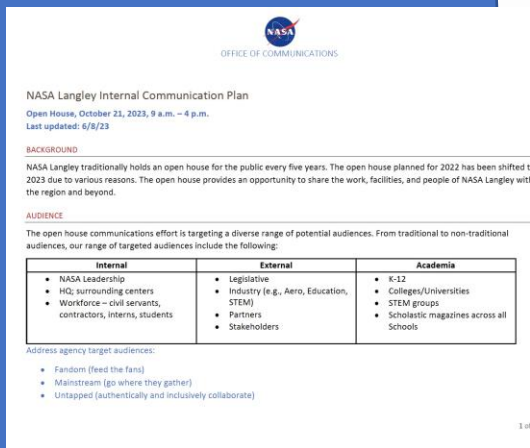 NASA
OFFICE OF COMMUNICATIONS
NASA Langley Internal Communication Plan
Open House, October 21, 2023, 9 a.m. – 4 p.m.
Last updated: 6/8/23
BACKGROUND
NASA Langley traditionally holds an open house for the public every five years. The open house planned for 2022 has been shifted t
2023 due to various reasons. The open house provides an opportunity to share the work, facilities, and people of NASA Langley wit
the region and beyond.
AUDIENCE
The open house communications effort is targeting a diverse range of potential audiences. From traditional to non-traditional
audiences, our range of targeted audiences include the following:
Internal
• NASA Leadership
• HQ; surrounding centers
• Workforce – civil servants,
contractors, interns, students
External
• Legislative
• Industry (e.g., Aero, Education,
STEM)
• Partners
• Stakeholders
Academia
• K-12
• Colleges/Universities
• STEM groups
• Scholastic magazines across all
Schools
Address agency target audiences:
• Fandom (feed the fans)
• Mainstream (go where they gather)
• Untapped (authentically and inclusively collaborate)
1 of